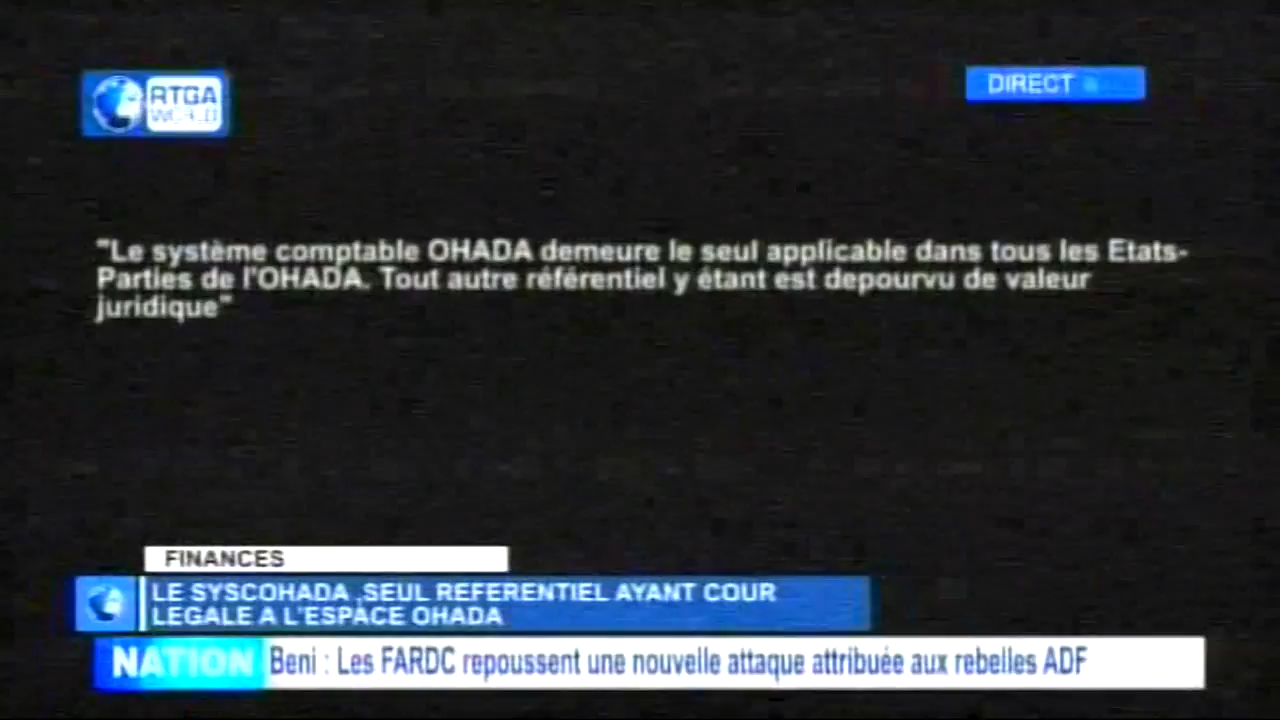 RTGA
WORLD
DIRECT
"Le système comptable OHADA demeure le seul applicable dans tous les Etats-
Parties de l'OHADA. Tout autre référentiel y étant est depourvu de valeur
juridique"
FINANCES
LE SYSCOHADA ,SEUL REFERENTIEL AYANT COUR
LEGALE A L'ESPACE OHADA
NATION Beni : Les FARDC repoussent une nouvelle attaque attribuée aux rebelles ADF